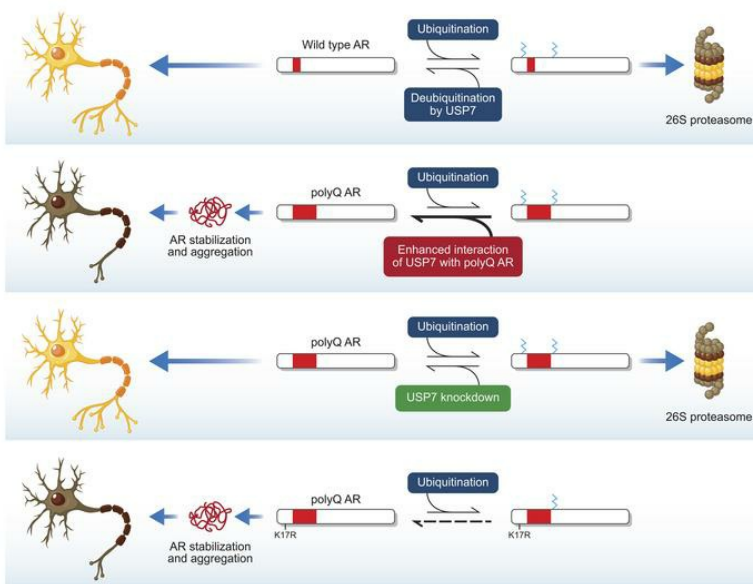 Ubiquitination
Wild type AR
Deubiquitination
by USP7
26S proteasome
Ubiquitination
polyQ AR
AR stabilization
and aggregation
Enhanced interaction
of USP7 with polyQ AR
Ubiquitination
polyQ AR
USP7 knockdown
26S proteasome
Ubiquitination
polyQ AR
K17R
K17R
AR stabilization
and aggregation